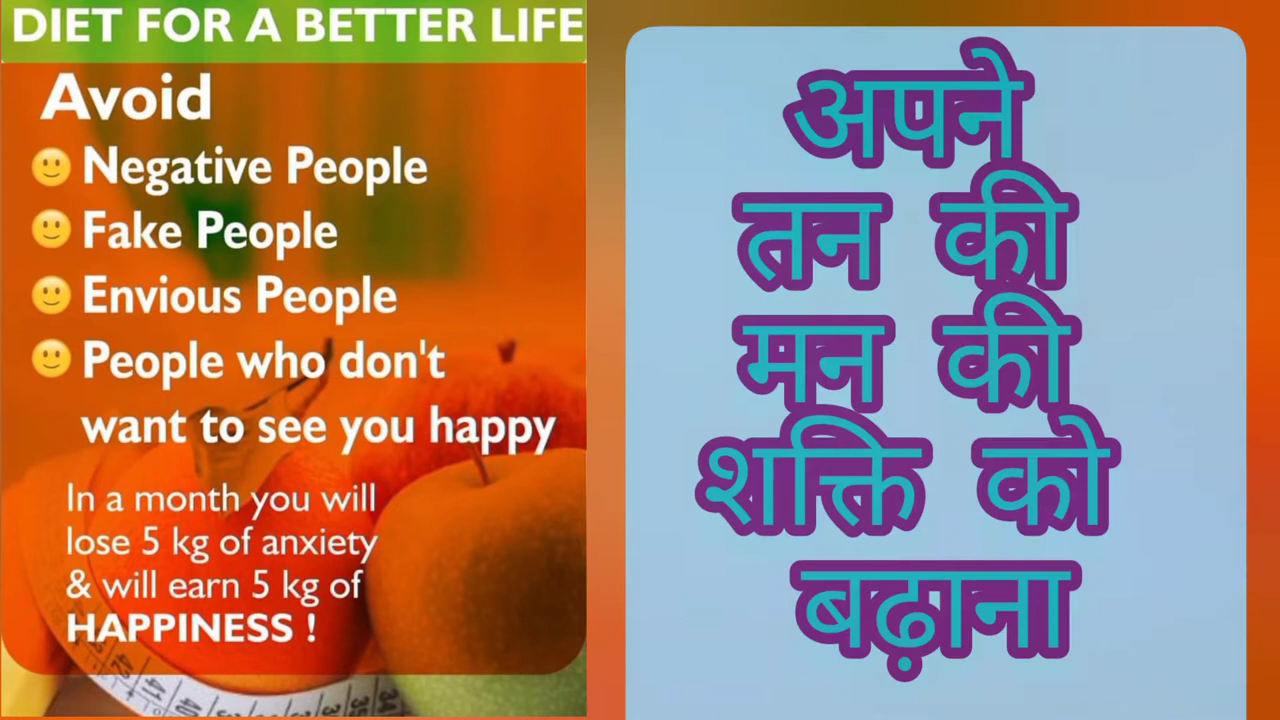 DIET FOR A BETTER LIFE
Avoid
🙂 Negative People
🙂 Fake People
🙂 Envious People
🙂 People who don't
want to see you happy
In a month you will
lose 5 kg of anxiety
& will earn 5 kg of
HAPPINESS !
अपने
तन की
मन की
शक्ति को
बढ़ाना